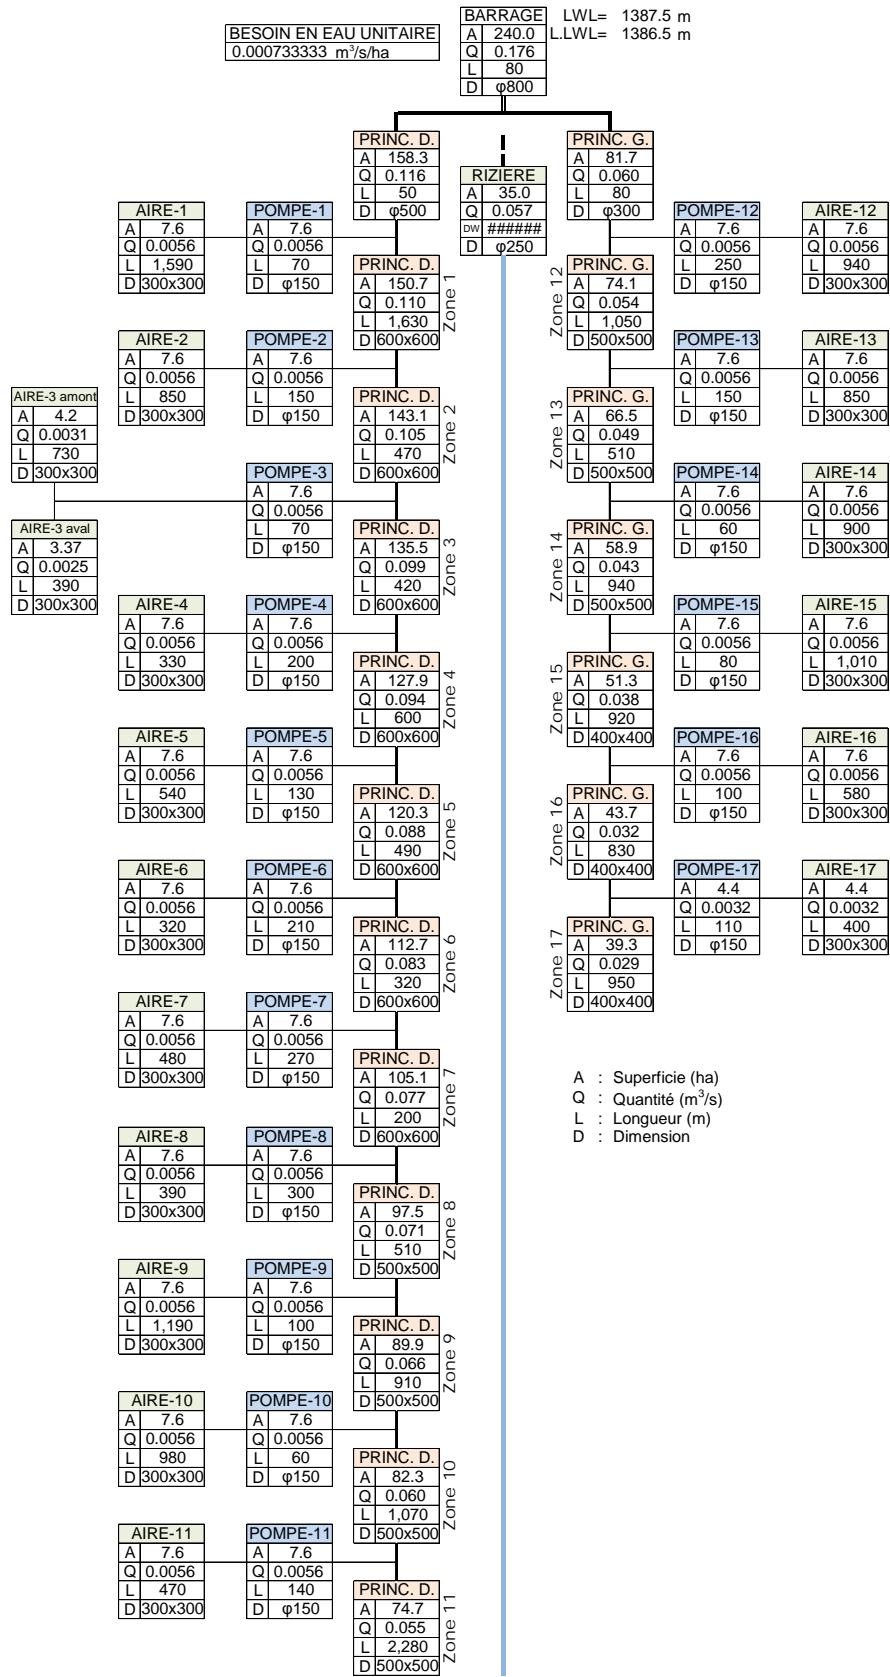 BARRAGE LWL= 1387.5 m
BESOIN EN EAU UNITAIRE
0.000733333 m³/s/ha
A 240.0 L.LWL= 1386.5 m
Q 0.176
L 80
D φ800
PRINC. D.
A 158.3
Q 0.116
L 50
D φ500
RIZIERE
A 35.0
Q 0.057
DW ######
D φ250
PRINC. G.
A 81.7
Q 0.060
L 80
D φ300
AIRE-1
A 7.6
Q 0.0056
L 1,590
D 300x300
POMPE-1
A 7.6
Q 0.0056
L 70
D φ150
PRINC. D.
A 150.7
Q 0.110
L 1,630
D 600x600
Zone 1
AIRE-2
A 7.6
Q 0.0056
L 850
D 300x300
POMPE-2
A 7.6
Q 0.0056
L 150
D φ150
PRINC. D.
A 143.1
Q 0.105
L 470
D 600x600
Zone 2
AIRE-3 amont
A 4.2
Q 0.0031
L 730
D 300x300
AIRE-3 aval
A 3.37
Q 0.0025
L 390
D 300x300
POMPE-3
A 7.6
Q 0.0056
L 70
D φ150
PRINC. D.
A 135.5
Q 0.099
L 420
D 600x600
Zone 3
AIRE-4
A 7.6
Q 0.0056
L 330
D 300x300
POMPE-4
A 7.6
Q 0.0056
L 200
D φ150
PRINC. D.
A 127.9
Q 0.094
L 600
D 600x600
Zone 4
AIRE-5
A 7.6
Q 0.0056
L 540
D 300x300
POMPE-5
A 7.6
Q 0.0056
L 130
D φ150
PRINC. D.
A 120.3
Q 0.088
L 490
D 600x600
Zone 5
AIRE-6
A 7.6
Q 0.0056
L 320
D 300x300
POMPE-6
A 7.6
Q 0.0056
L 210
D φ150
PRINC. D.
A 112.7
Q 0.083
L 320
D 600x600
Zone 6
AIRE-7
A 7.6
Q 0.0056
L 480
D 300x300
POMPE-7
A 7.6
Q 0.0056
L 270
D φ150
PRINC. D.
A 105.1
Q 0.077
L 200
D 600x600
Zone 7
AIRE-8
A 7.6
Q 0.0056
L 390
D 300x300
POMPE-8
A 7.6
Q 0.0056
L 300
D φ150
PRINC. D.
A 97.5
Q 0.071
L 510
D 500x500
Zone 8
AIRE-9
A 7.6
Q 0.0056
L 1,190
D 300x300
POMPE-9
A 7.6
Q 0.0056
L 100
D φ150
PRINC. D.
A 89.9
Q 0.066
L 910
D 500x500
Zone 9
AIRE-10
A 7.6
Q 0.0056
L 980
D 300x300
POMPE-10
A 7.6
Q 0.0056
L 60
D φ150
PRINC. D.
A 82.3
Q 0.060
L 1,070
D 500x500
Zone 10
AIRE-11
A 7.6
Q 0.0056
L 470
D 300x300
POMPE-11
A 7.6
Q 0.0056
L 140
D φ150
PRINC. D.
A 74.7
Q 0.055
L 2,280
D 500x500
Zone 11
POMPE-12
A 7.6
Q 0.0056
L 250
D φ150
AIRE-12
A 7.6
Q 0.0056
L 940
D 300x300
Zone 12
PRINC. G.
A 74.1
Q 0.054
L 1,050
D 500x500
POMPE-13
A 7.6
Q 0.0056
L 150
D φ150
AIRE-13
A 7.6
Q 0.0056
L 850
D 300x300
Zone 13
PRINC. G.
A 66.5
Q 0.049
L 510
D 500x500
POMPE-14
A 7.6
Q 0.0056
L 60
D φ150
AIRE-14
A 7.6
Q 0.0056
L 900
D 300x300
Zone 14
PRINC. G.
A 58.9
Q 0.043
L 940
D 500x500
POMPE-15
A 7.6
Q 0.0056
L 80
D φ150
AIRE-15
A 7.6
Q 0.0056
L 1,010
D 300x300
Zone 15
PRINC. G.
A 51.3
Q 0.038
L 920
D 400x400
POMPE-16
A 7.6
Q 0.0056
L 100
D φ150
AIRE-16
A 7.6
Q 0.0056
L 580
D 300x300
Zone 16
PRINC. G.
A 43.7
Q 0.032
L 830
D 400x400
POMPE-17
A 4.4
Q 0.0032
L 110
D φ150
AIRE-17
A 4.4
Q 0.0032
L 400
D 300x300
Zone 17
PRINC. G.
A 39.3
Q 0.029
L 950
D 400x400
A : Superficie (ha)
Q : Quantité (m³/s)
L : Longueur (m)
D : Dimension